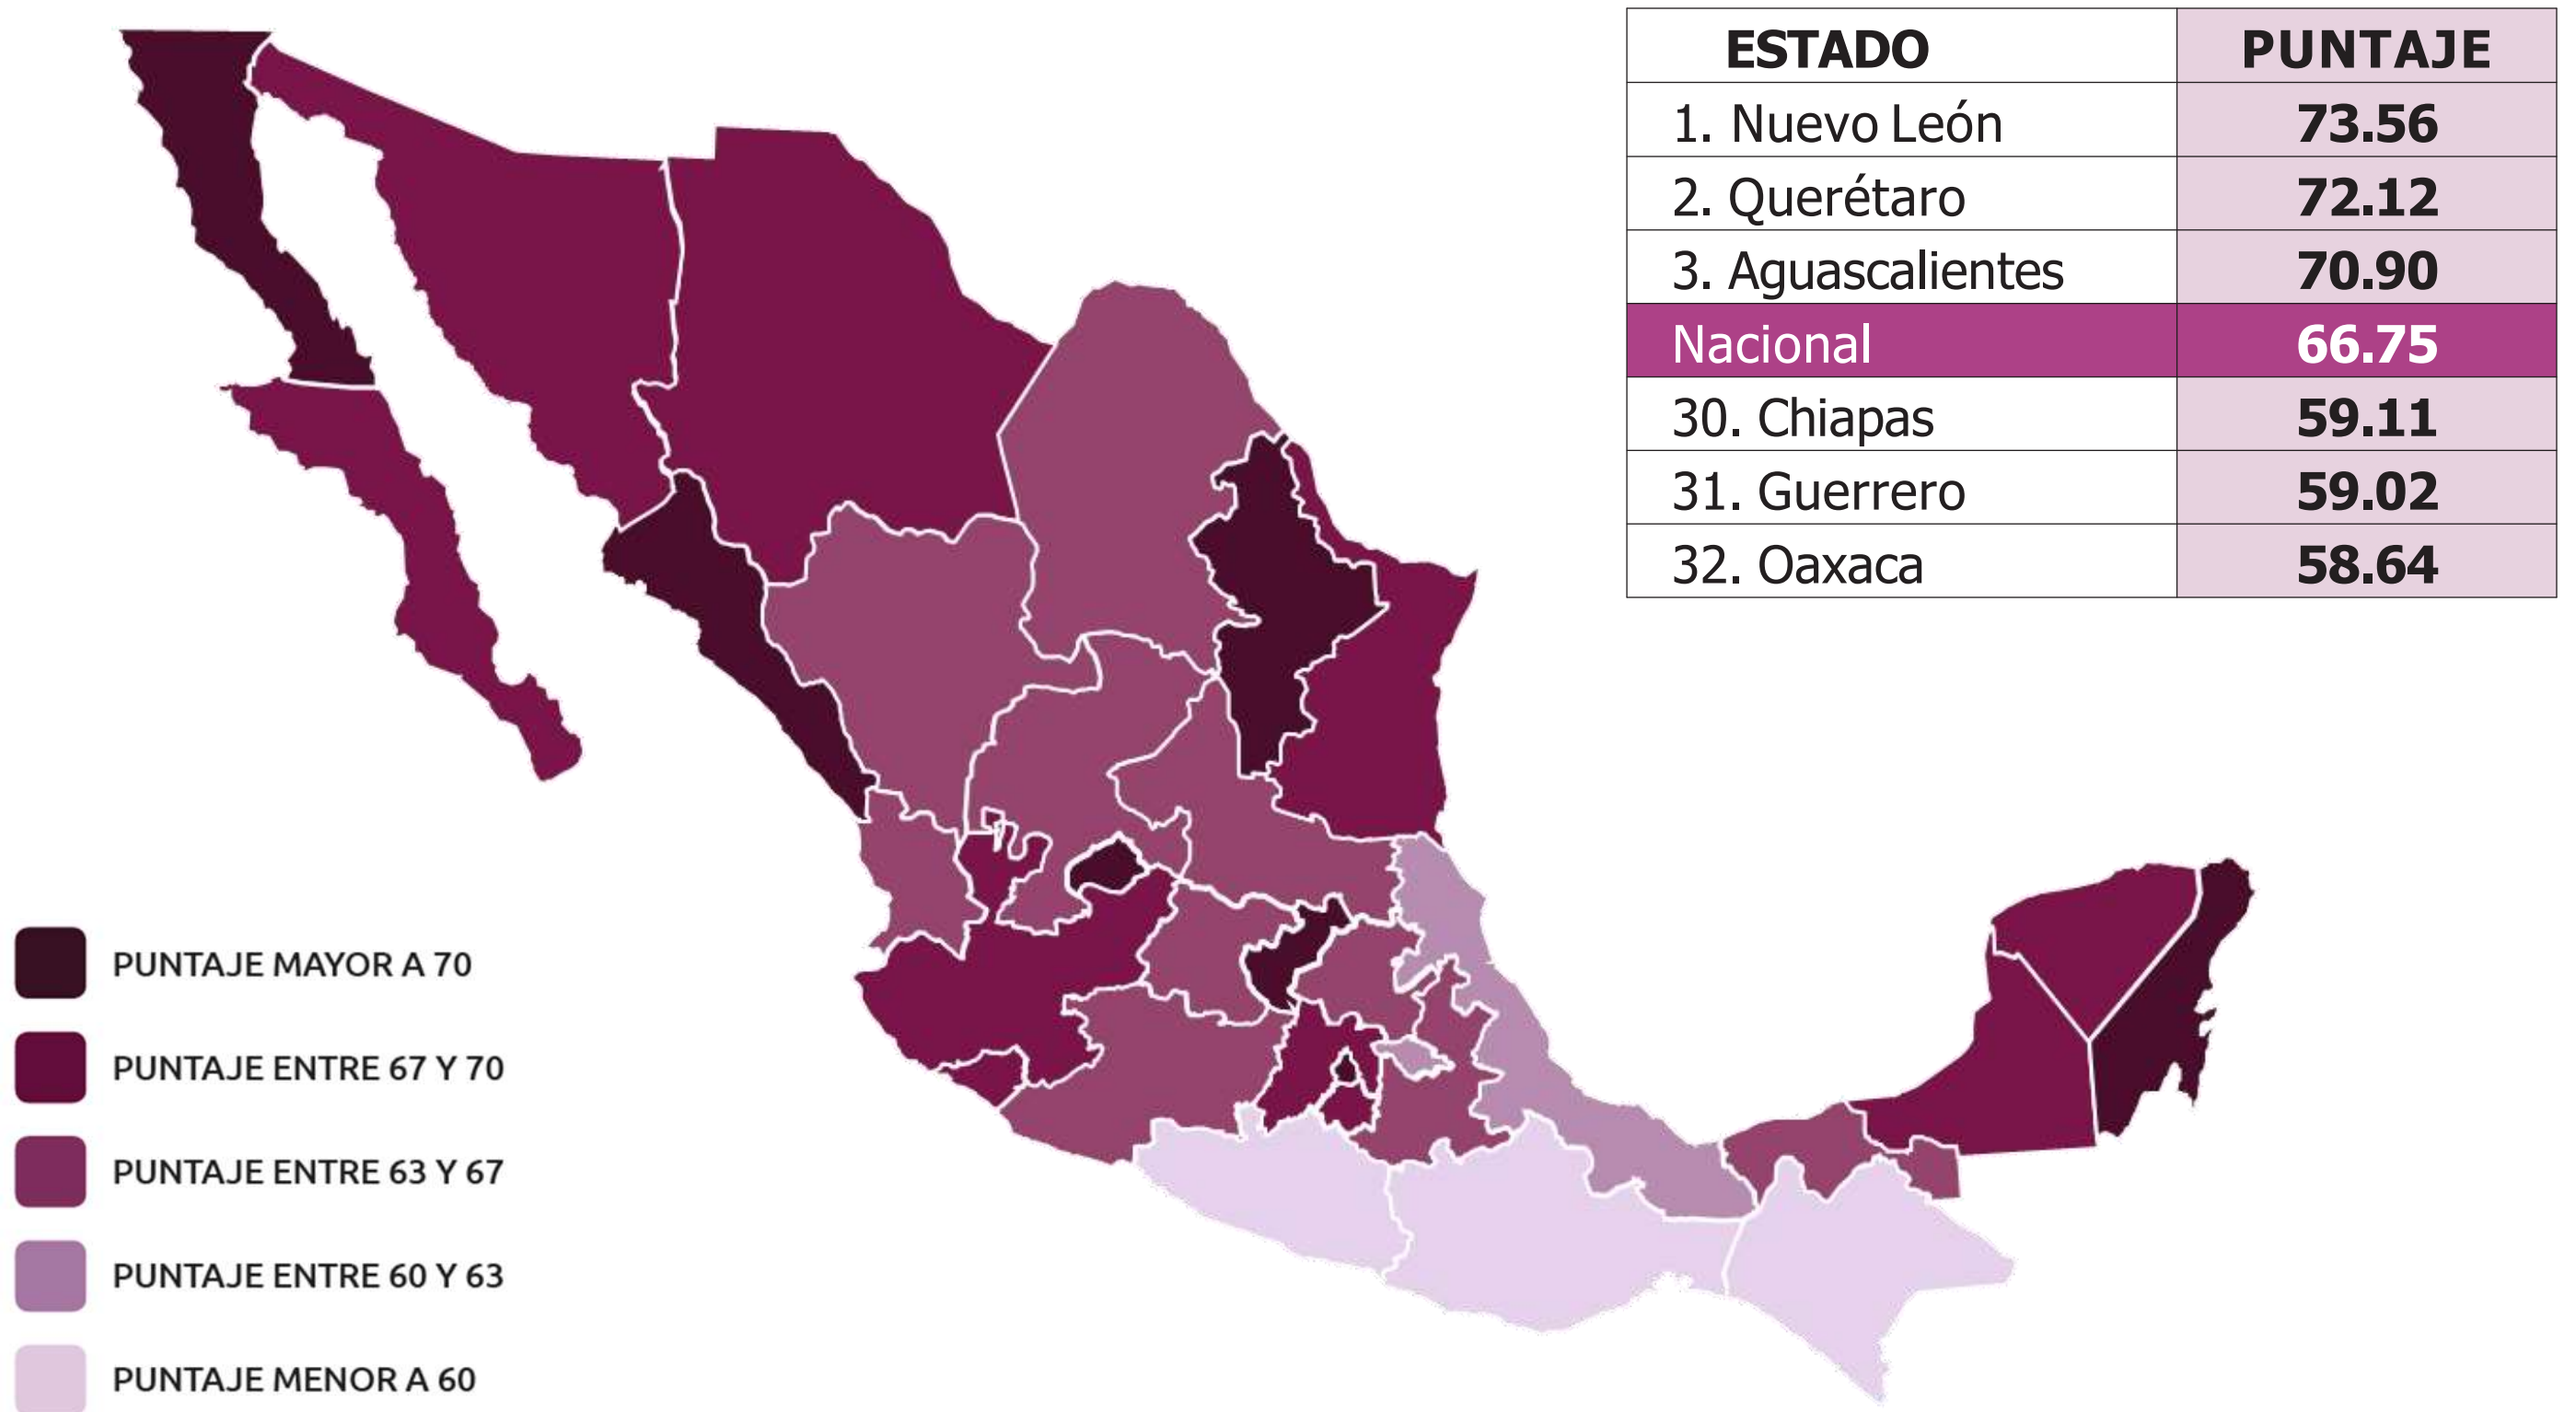 ESTADO PUNTAJE
1. Nuevo León 73.56
2. Querétaro 72.12
3. Aguascalientes 70.90
Nacional 66.75
30. Chiapas 59.11
31. Guerrero 59.02
32. Oaxaca 58.64
PUNTAJE MAYOR A 70
PUNTAJE ENTRE 67 Y 70
PUNTAJE ENTRE 63 Y 67
PUNTAJE ENTRE 60 Y 63
PUNTAJE MENOR A 60